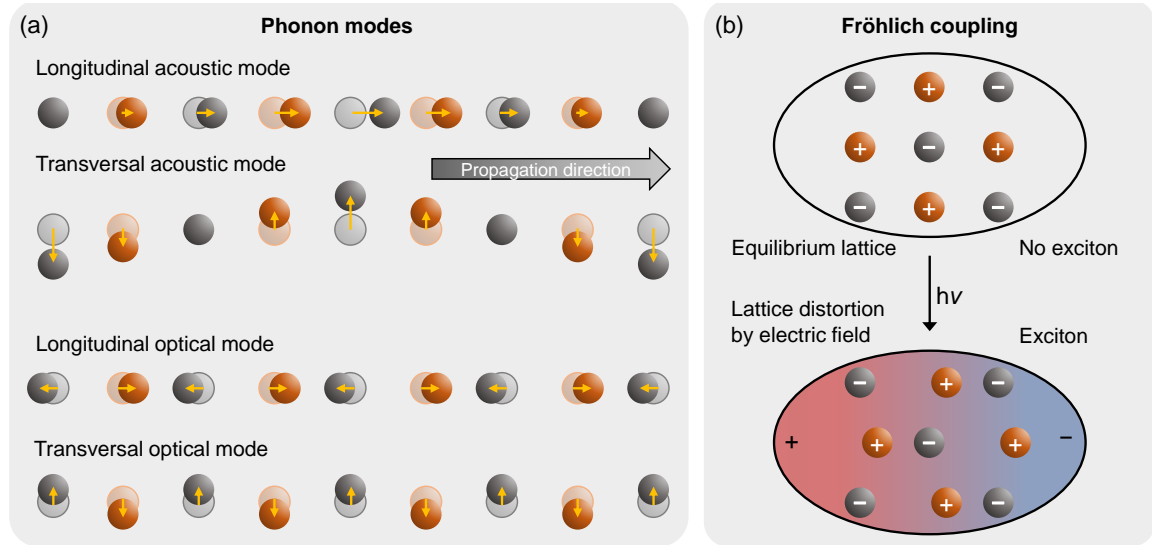 (a)
Phonon modes
Longitudinal acoustic mode
Transversal acoustic mode
Propagation direction
Longitudinal optical mode
Transversal optical mode
(b)
Fröhlich coupling
− + −
+ − +
− + −
Equilibrium lattice
No exciton
hν
Lattice distortion
by electric field
Exciton
− + −
+ + − + −
− + −